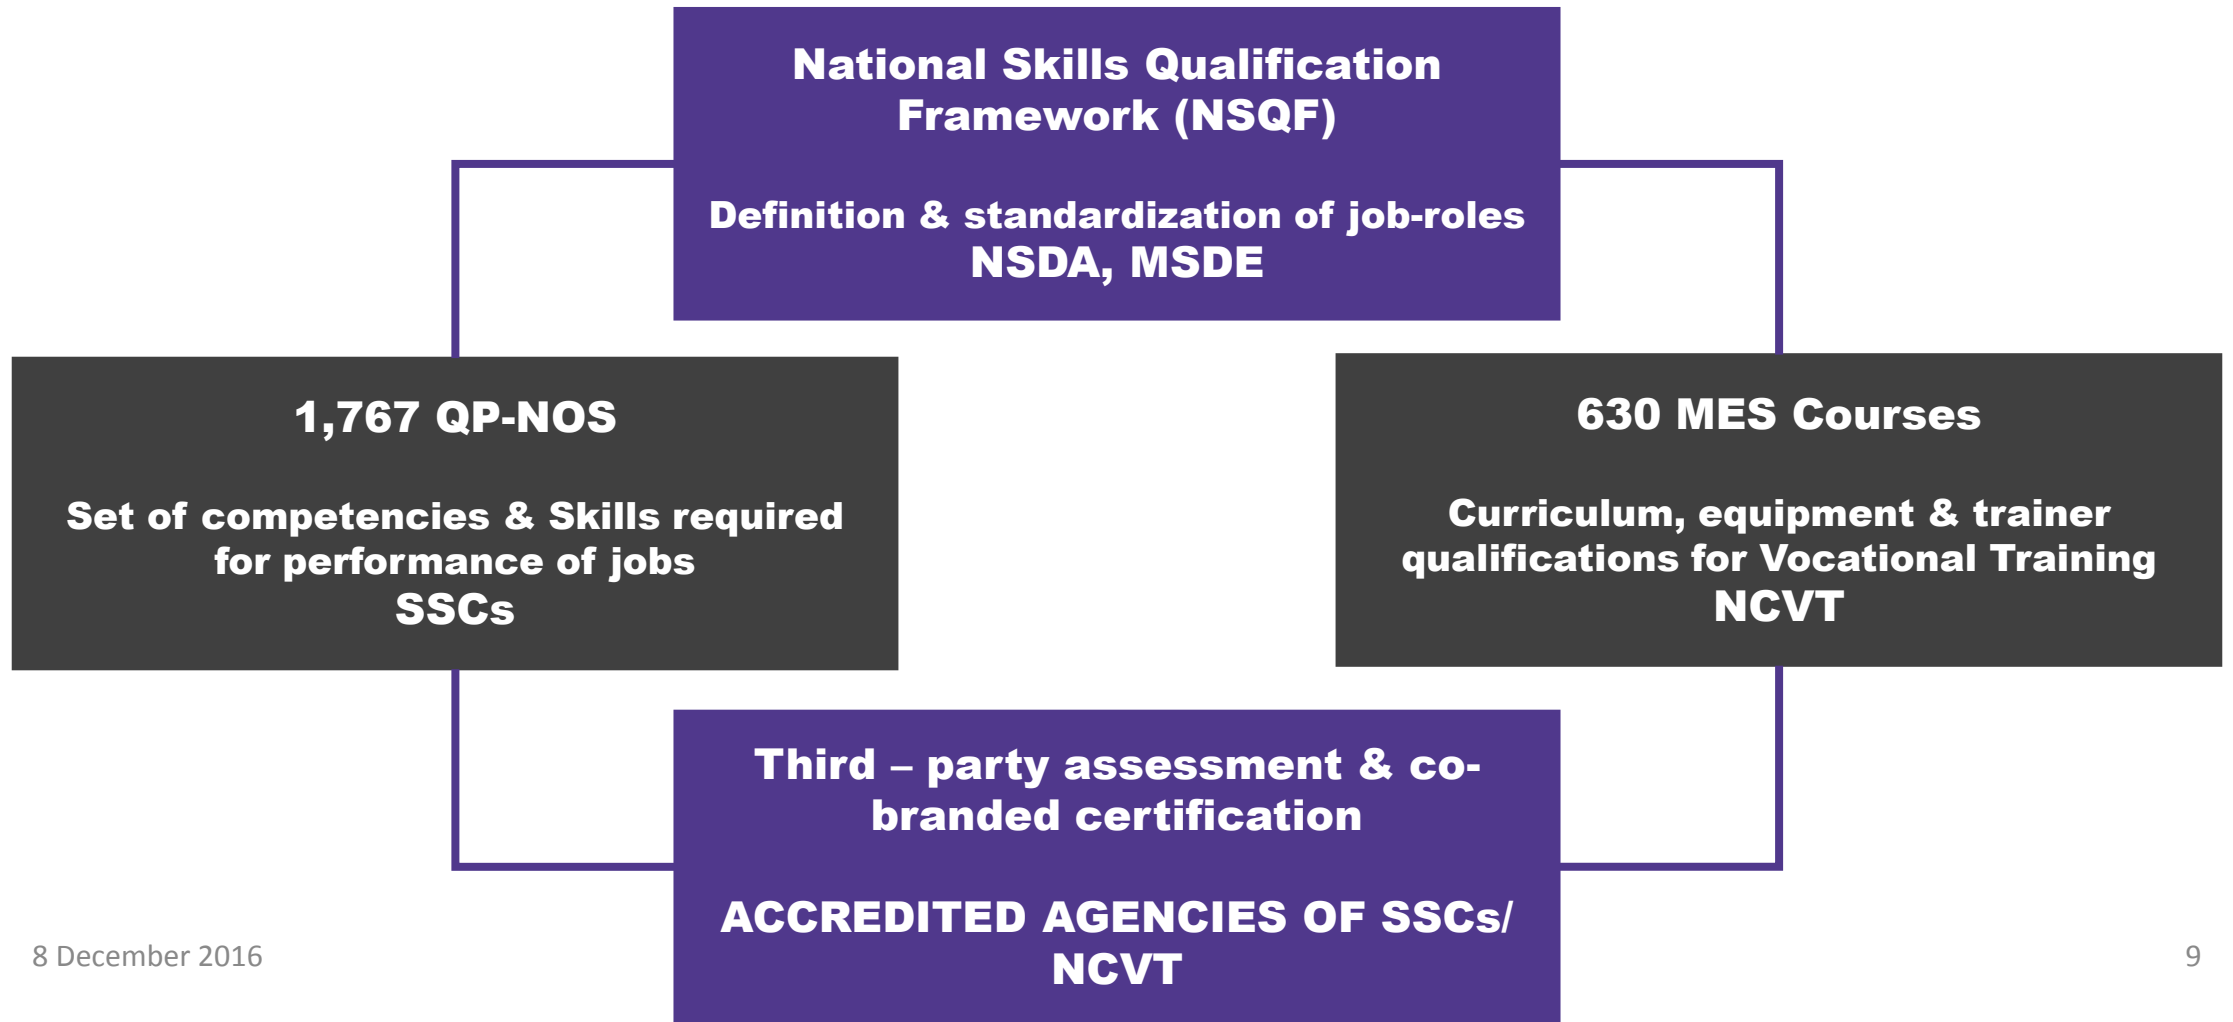 National Skills Qualification
Framework (NSQF)
Definition & standardization of job-roles
NSDA, MSDE
1,767 QP-NOS
Set of competencies & Skills required
for performance of jobs
SSCs
630 MES Courses
Curriculum, equipment & trainer
qualifications for Vocational Training
NCVT
Third – party assessment & co-
branded certification
ACCREDITED AGENCIES OF SSCs/
NCVT
8 December 2016
9